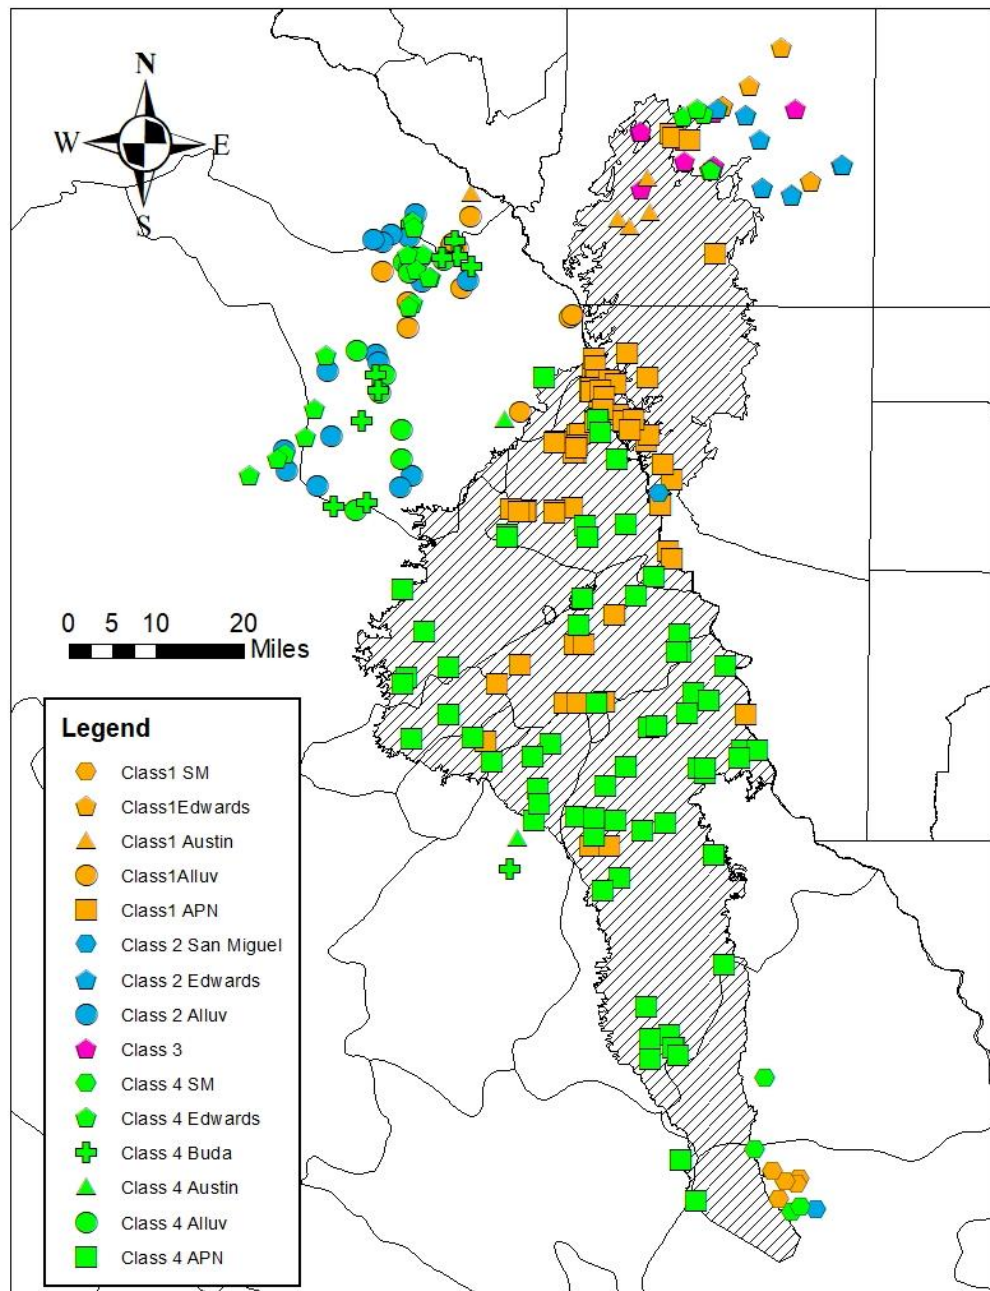 N
W E
S
0 5 10 20
Miles
Legend
Class1 SM
Class1Edwards
Class1 Austin
Class1Alluv
Class1 APN
Class 2 San Miguel
Class 2 Edwards
Class 2 Alluv
Class 3
Class 4 SM
Class 4 Edwards
Class 4 Buda
Class 4 Austin
Class 4 Alluv
Class 4 APN